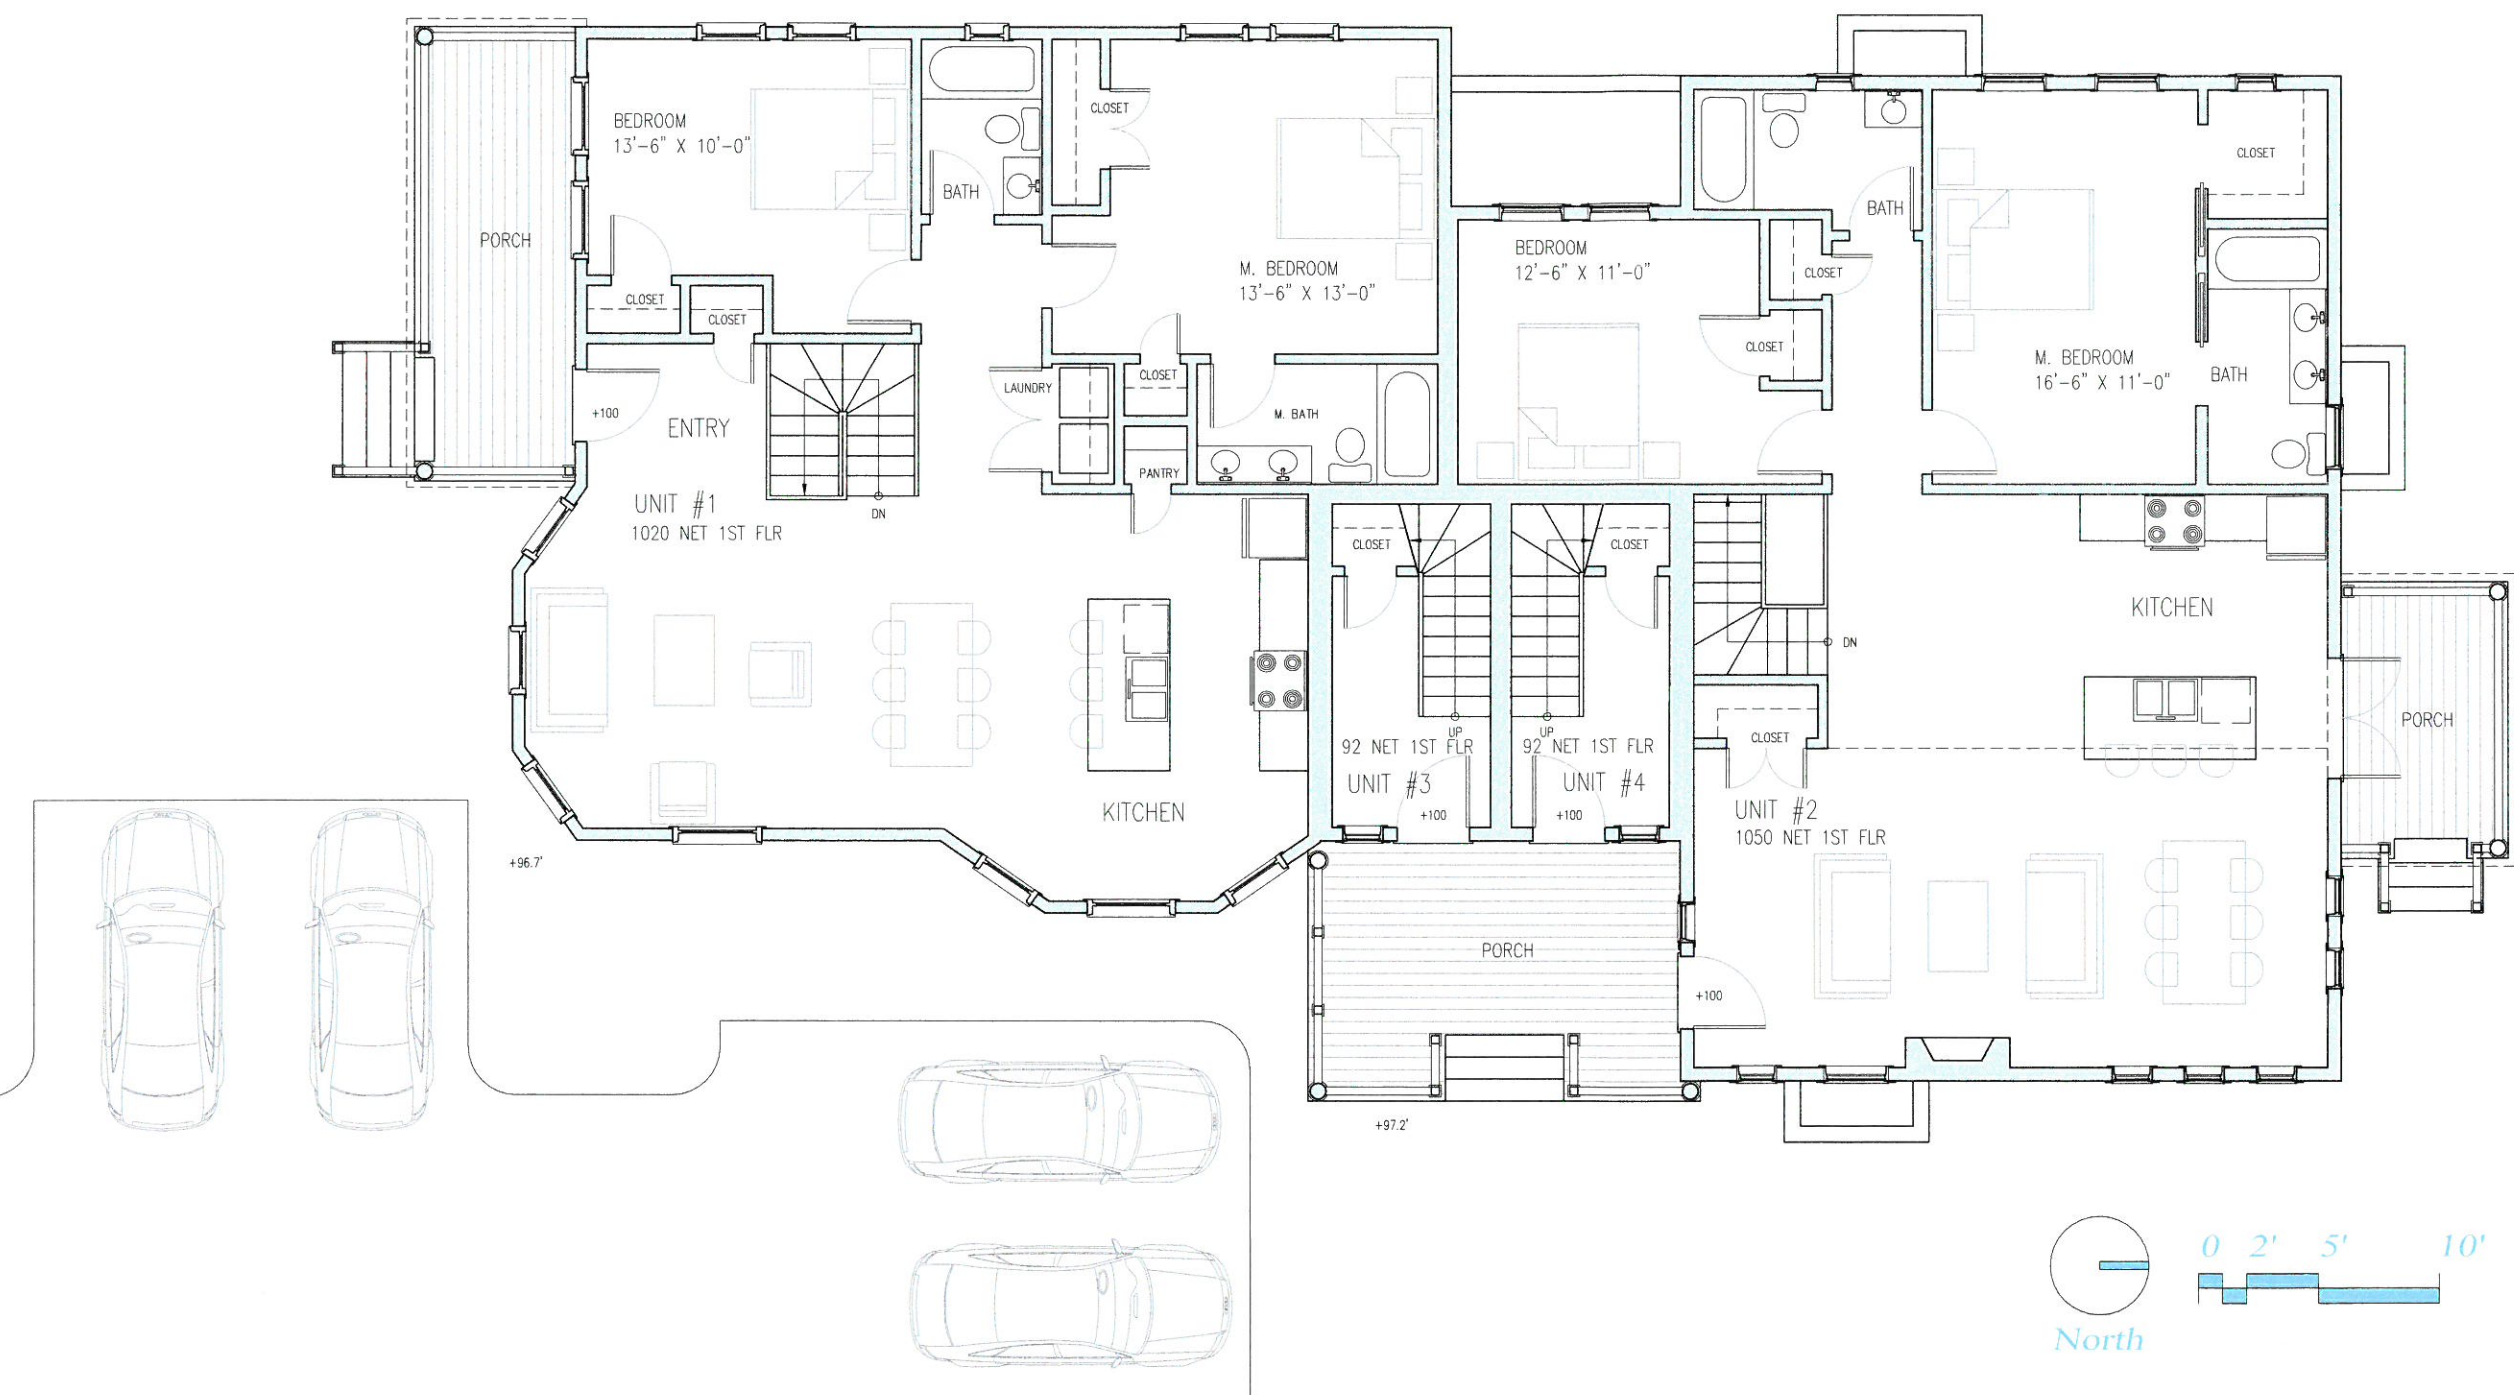 BEDROOM
13'-6" X 10'-0"
CLOSET
BATH
PORCH
CLOSET
CLOSET
M. BEDROOM
13'-6" X 13'-0"
BEDROOM
12'-6" X 11'-0"
CLOSET
BATH
CLOSET
CLOSET
M. BEDROOM
16'-6" X 11'-0"
BATH
+100
ENTRY
LAUNDRY
CLOSET
M. BATH
PANTRY
UNIT #1
1020 NET 1ST FLR
DN
CLOSET
CLOSET
KITCHEN
DN
PORCH
UP
92 NET 1ST FLR
UNIT #3
+100
UP
92 NET 1ST FLR
UNIT #4
+100
CLOSET
UNIT #2
1050 NET 1ST FLR
KITCHEN
+96.7'
PORCH
+100
+97.2'
0 2' 5' 10'
North